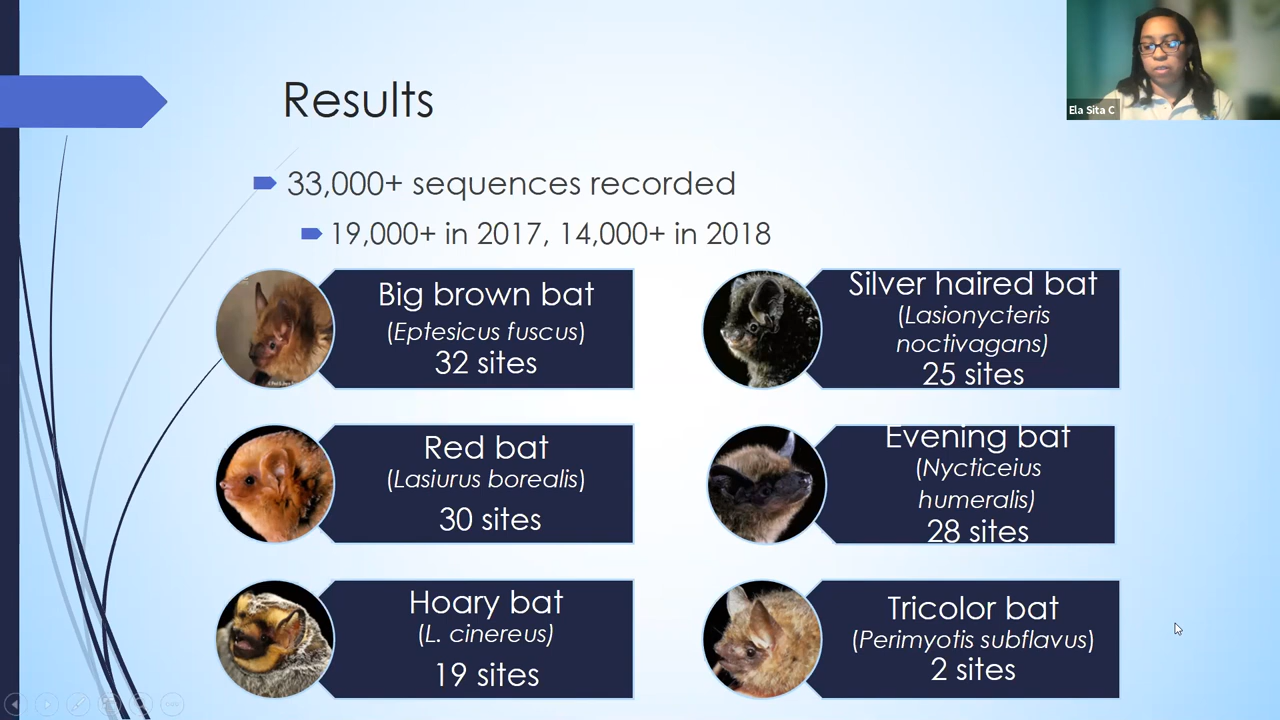 Results
33,000+ sequences recorded
19,000+ in 2017, 14,000+ in 2018
Big brown bat
(Eptesicus fuscus)
32 sites
Silver haired bat
(Lasionycteris
noctivagans)
25 sites
Red bat
(Lasiurus borealis)
30 sites
Evening bat
(Nycticeius
humeralis)
28 sites
Hoary bat
(L. cinereus)
19 sites
Tricolor bat
(Perimyotis subflavus)
2 sites
Ela Sita C